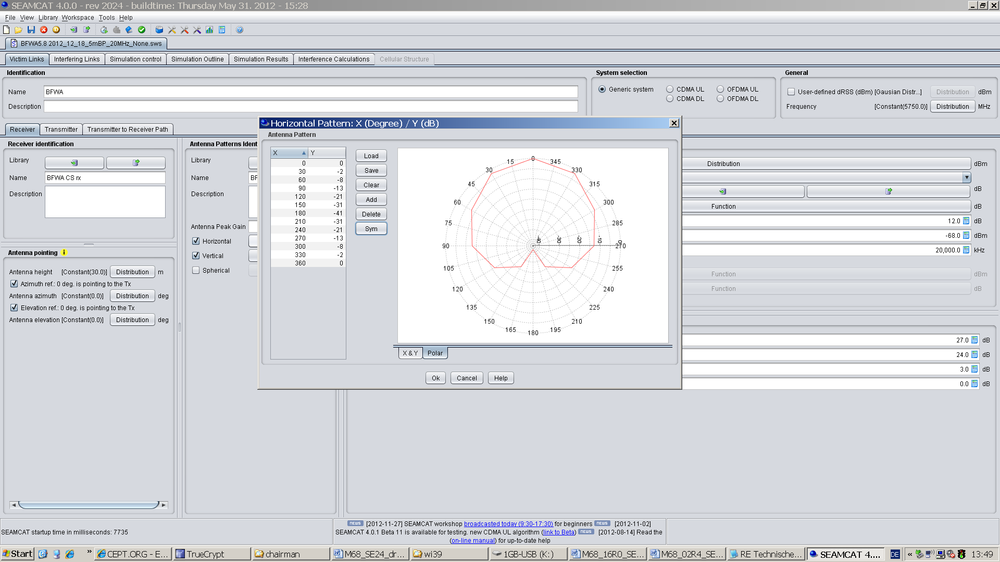 SEAMCAT 4.0.0 - rev 2024 - buildtime: Thursday May 31. 2012 - 15:28
File View Library Workspace Tools Help
BFWA5.8 2012_12_18_5mBP_20MHz_None.sws
Victim Links Interfering Links Simulation control Simulation Outline Simulation Results Interference Calculations Cellular Structure
Identification
Name BFWA
Description
System selection
Generic system CDMA UL OFDMA UL
CDMA DL OFDMA DL
General
User-defined dRSS (dBm) [Gausian Distr...] Distribution dBm
Frequency [Constant(5750.0)] Distribution MHz
Receiver Transmitter Transmitter to Receiver Path
Receiver identification
Library
Name BFWA CS rx
Description
Antenna pointing
Antenna height [Constant(30.0)] Distribution m
Azimuth ref.: 0 deg. is pointing to the Tx
Antenna azimuth [Constant(0.0)] Distribution deg
Elevation ref.: 0 deg. is pointing to the Tx
Antenna elevation [Constant(0.0)] Distribution deg
Antenna Patterns Ident
Library
Name BF
Description
Antenna Peak Gain
Horizontal
Vertical
Spherical
Horizontal Pattern: X (Degree) / Y (dB)
Antenna Pattern
X Y
0 0
30 -2
60 -8
90 -13
120 -21
150 -31
180 -41
210 -31
240 -21
270 -13
300 -8
330 -2
360 0
Load
Save
Clear
Add
Delete
Sym
0
15 345
30 330
45 315
60 300
75 285
90 -40 -30 -20 -10 0 270
105 255
120 240
135 225
150 210
165 195
180
X & Y Polar
Ok Cancel Help
Distribution dBm
dB
Function dB
12.0 dB
-68.0 dBm
20,000.0 kHz
Function dBm
Function dB
27.0 dB
24.0 dB
3.0 dB
0.0 dB
SEAMCAT startup time in milliseconds: 7735
NEWS [2012-11-27] SEAMCAT workshop broadcasted today (9:30-17:30) for beginners NEWS [2012-11-02]
SEAMCAT 4.0.1 Beta 11 is available for testing. new CDMA UL algorithm (link to Beta) NEWS [2012-08-14] Read the
(on-line manual) for up-to-date help
Start » CEPT.ORG - E... TrueCrypt chairman M68_SE24_dr... wi39 1GB-USB (K:) M68_16R0_SE... M68_02R4_SE... RE Technische... SEAMCAT 4.... DE « 13:49